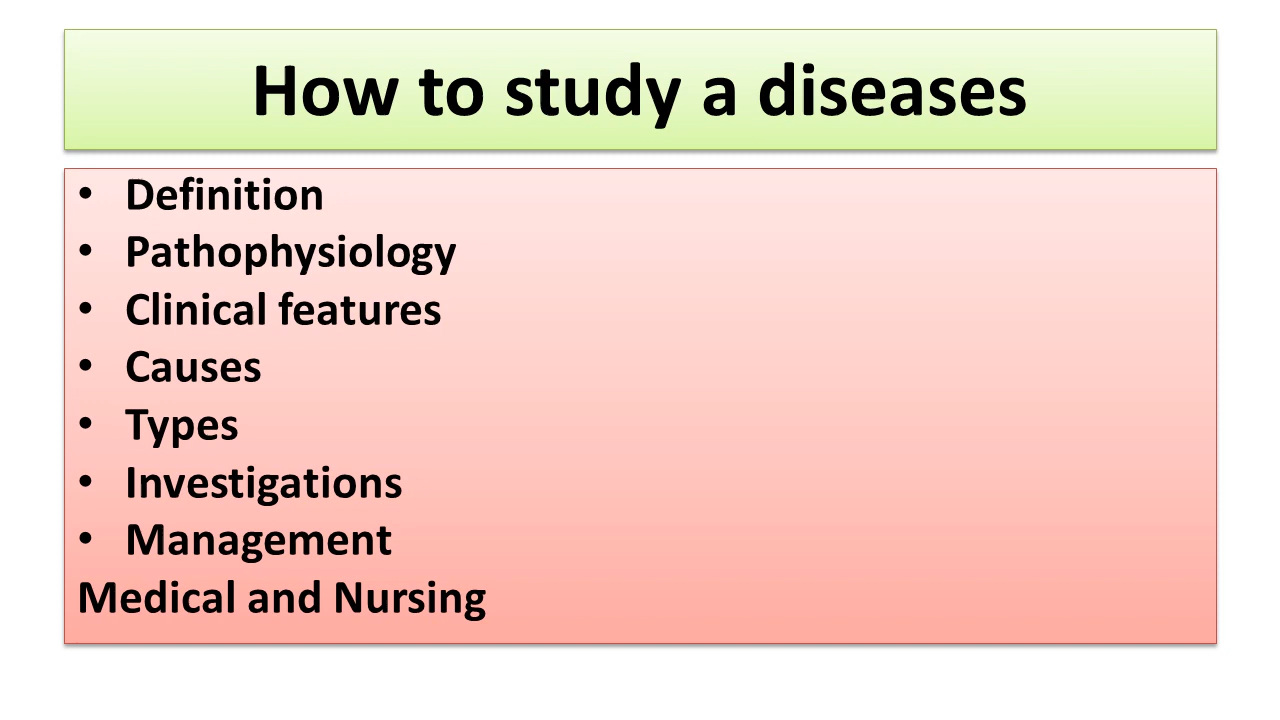 How to study a diseases
• Definition
• Pathophysiology
• Clinical features
• Causes
• Types
• Investigations
• Management
Medical and Nursing